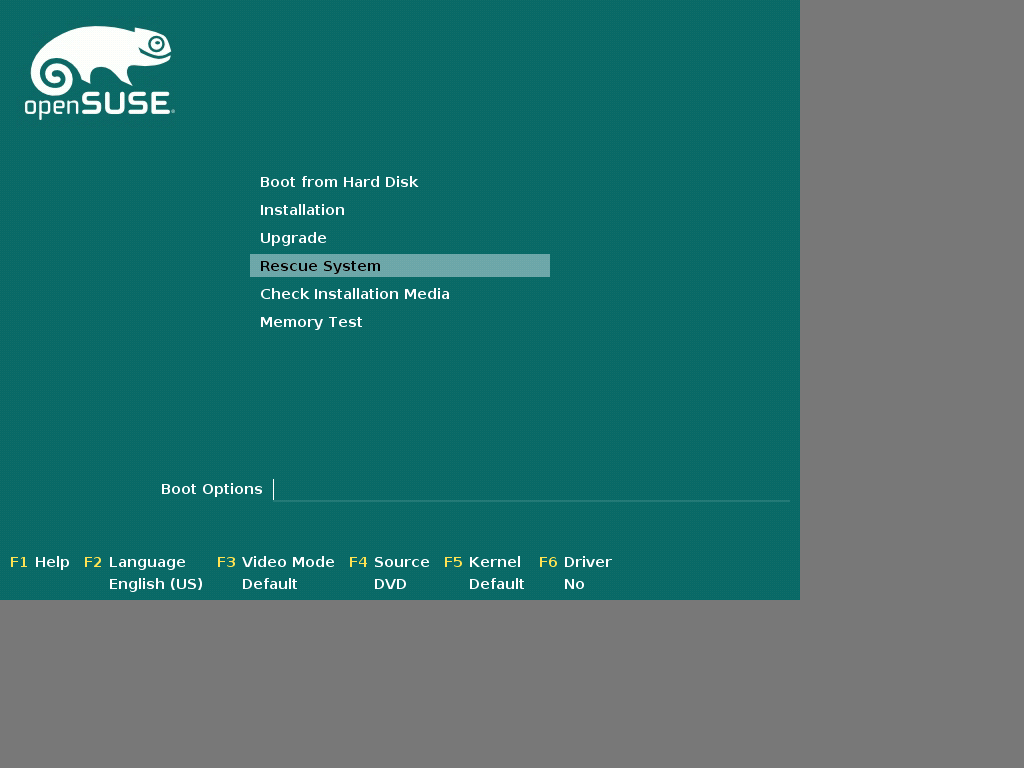 openSUSE
Boot from Hard Disk
Installation
Upgrade
Rescue System
Check Installation Media
Memory Test
Boot Options
F1 Help F2 Language F3 Video Mode F4 Source F5 Kernel F6 Driver
English (US) Default DVD Default No